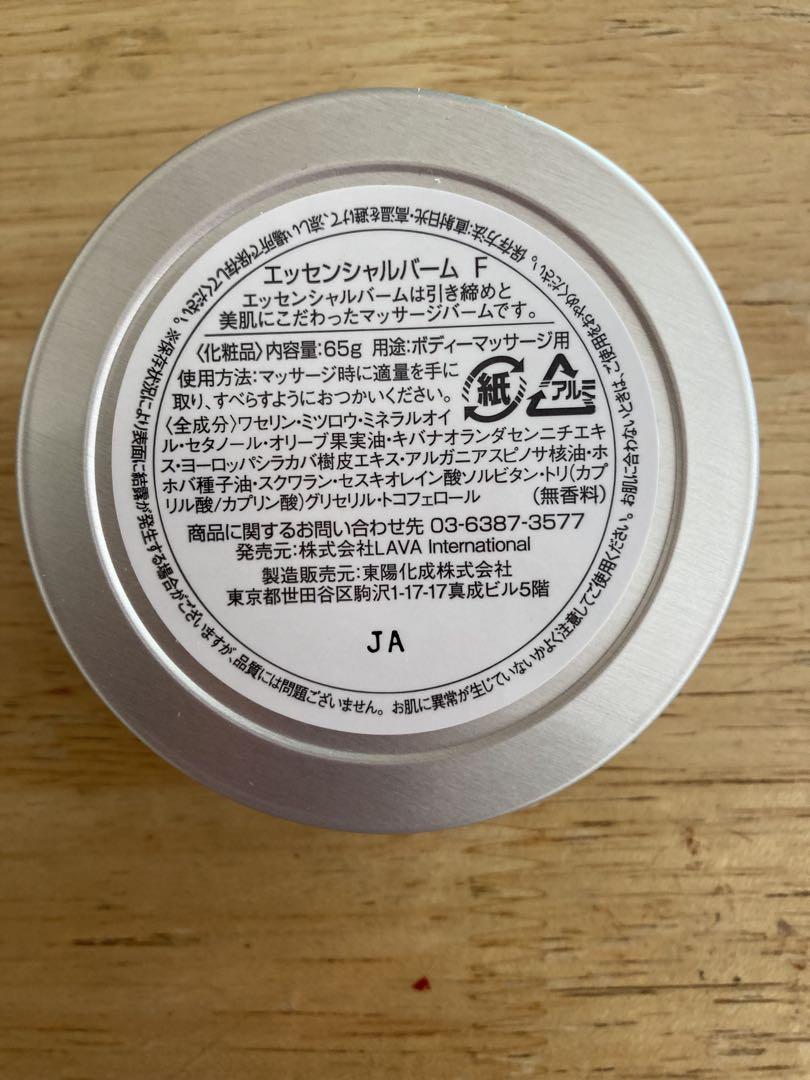 エッセンシャルバーム F
エッセンシャルバームは引き締めと
美肌にこだわったマッサージバームです。
〈化粧品〉内容量:65g 用途:ボディーマッサージ用
使用方法:マッサージ時に適量を手に
取り、すべらすようにおつかいください。
紙
アルミ
〈全成分〉ワセリン・ミツロウ・ミネラルオイ
ル・セタノール・オリーブ果実油・キバナオランダセンニチエキ
ス・ヨーロッパシラカバ樹皮エキス・アルガニアスピノサ核油・ホ
ホバ種子油・スクワラン・セスキオレイン酸ソルビタン・トリ(カプ
リル酸/カプリン酸)グリセリル・トコフェロール (無香料)
商品に関するお問い合わせ先 03-6387-3577
発売元:株式会社LAVA International
製造販売元:東陽化成株式会社
東京都世田谷区駒沢1-17-17真成ビル5階
JA
保存方法:直射日光・高温を避けて、涼しい場所で保存してください。※保存状況により表面に結露が発生する場合がございますが、品質には問題ございません。お肌に異常が生じていないかよく注意してご使用ください。お肌に合わないときは、ご使用をおやめください。